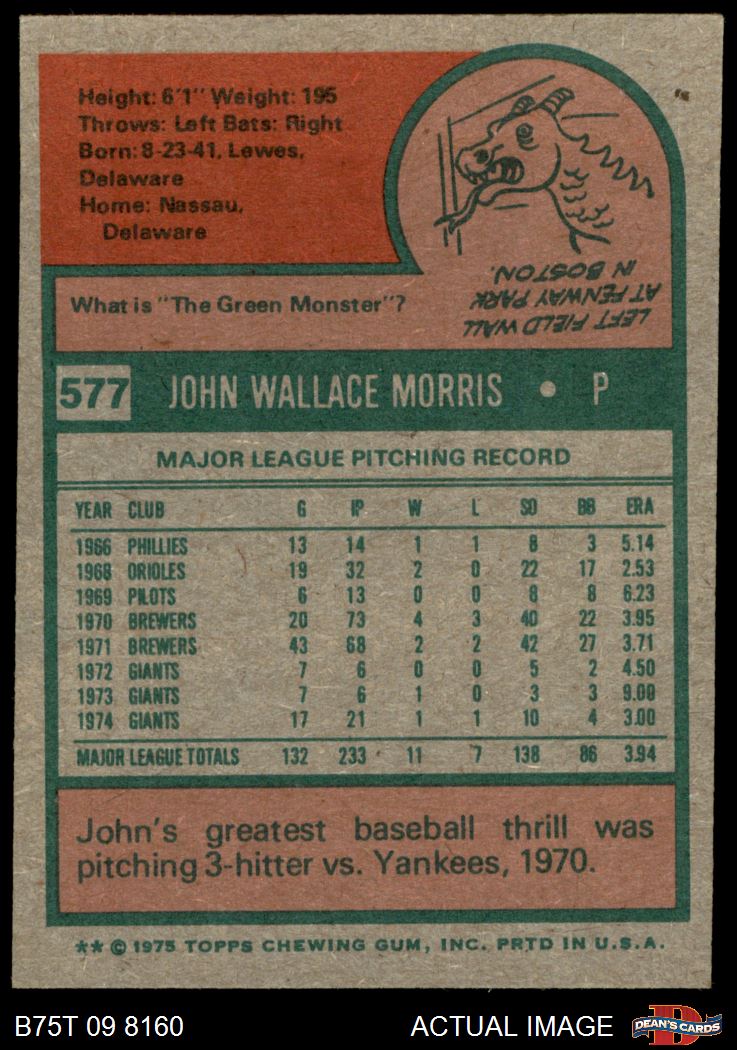 Height: 6'1" Weight: 195
Throws: Left Bats: Right
Born: 8-23-41, Lewes,
Delaware
Home: Nassau,
Delaware
What is "The Green Monster"?
LEFT FIELD WALL
AT FENWAY PARK
IN BOSTON.
577 JOHN WALLACE MORRIS • P
MAJOR LEAGUE PITCHING RECORD
YEAR CLUB G IP W L SO BB ERA
1966 PHILLIES 13 14 1 1 8 3 5.14
1968 ORIOLES 19 32 2 0 22 17 2.53
1969 PILOTS 6 13 0 0 8 8 6.23
1970 BREWERS 20 73 4 3 40 22 3.95
1971 BREWERS 43 68 2 2 42 27 3.71
1972 GIANTS 7 6 0 0 5 2 4.50
1973 GIANTS 7 6 1 0 3 3 9.00
1974 GIANTS 17 21 1 1 10 4 3.00
MAJOR LEAGUE TOTALS 132 233 11 7 138 86 3.94
John's greatest baseball thrill was
pitching 3-hitter vs. Yankees, 1970.
** © 1975 TOPPS CHEWING GUM, INC. PRTD IN U.S.A.
B75T 09 8160 ACTUAL IMAGE D DEAN'S CARDS